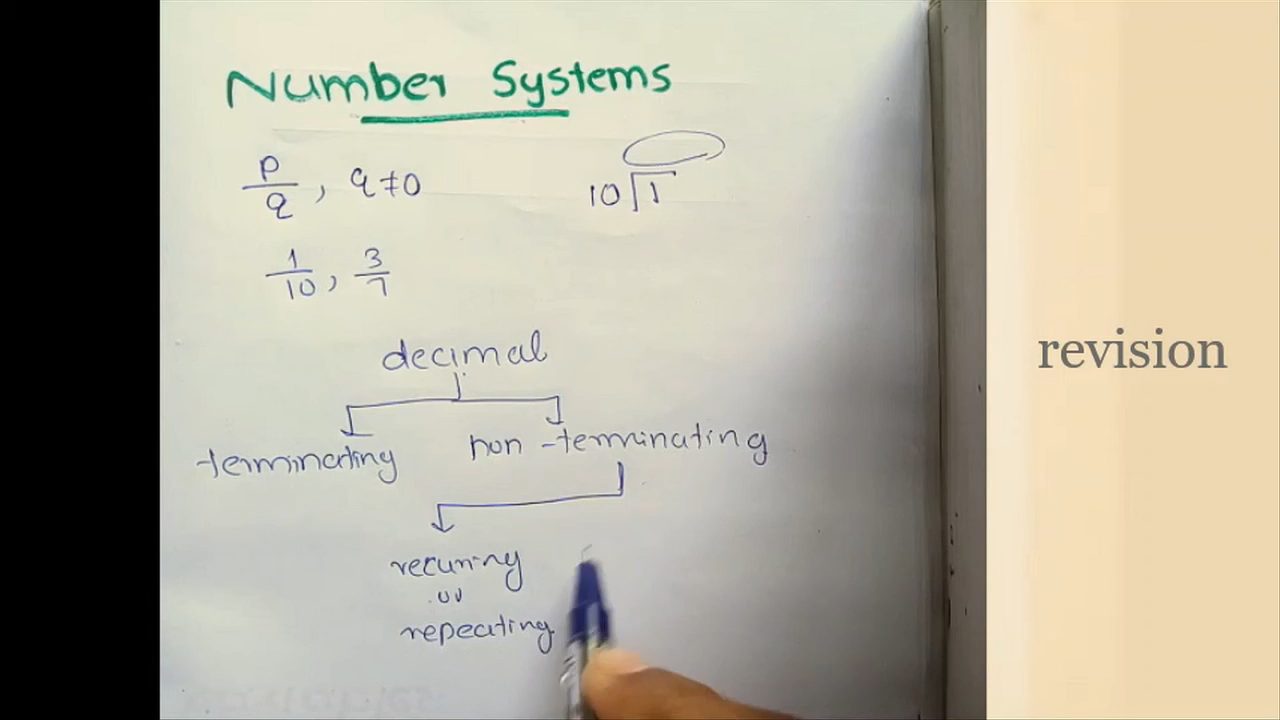 Number Systems
p/q, q≠0
10√1
1/10, 3/7
decimal
terminating
non-terminating
recurring
or
repeating
revision